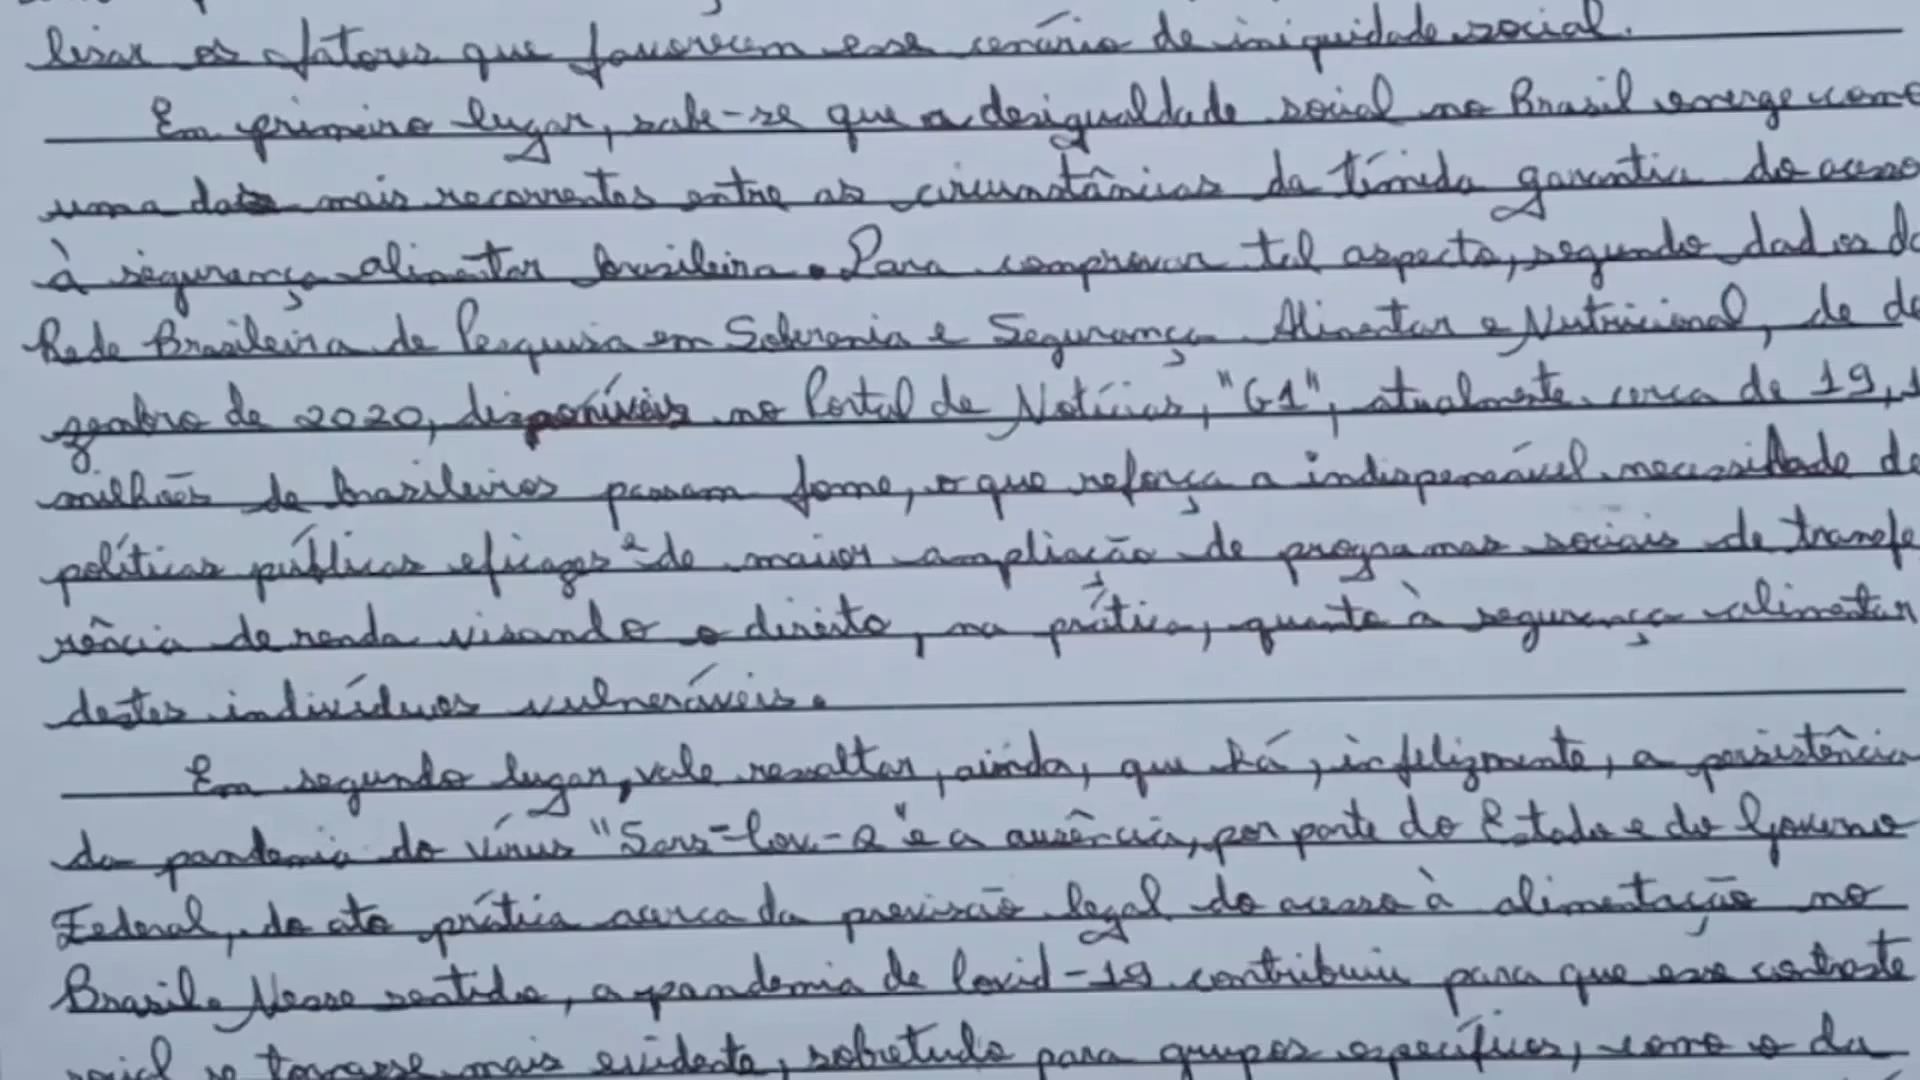 lisar os fatores que favorecem esse cenário de iniquidade social.
Em primeiro lugar, sabe-se que a desigualdade social no Brasil emerge como
uma das mais recorrentes entre as circunstâncias da tímida garantia do acesso
à segurança alimentar brasileira. Para comprovar tal aspecto, segundo dados da
Rede Brasileira de Pesquisa em Soberania e Segurança Alimentar e Nutricional, de de
zembro de 2020, disponíveis no Portal de Notícias, "G1", atualmente cerca de 19,1
milhões de brasileiros passam fome, o que reforça a indispensável necessidade de
políticas públicas eficazes e de maior ampliação de programas sociais de transfe
rência de renda visando o direito, na prática, quanto à segurança alimentar
destes indivíduos vulneráveis.
Em segundo lugar, vale ressaltar, ainda, que há, infelizmente, a persistência
da pandemia do vírus "Sars-Cov-2" e a ausência, por parte do Estado e do Governo
Federal, do ato prática acerca da previsão legal do acesso à alimentação no
Brasil. Nesse sentido, a pandemia de Covid-19 contribuiu para que esse contraste
social se tornasse mais evidente, sobretudo para grupos específicos, como o da